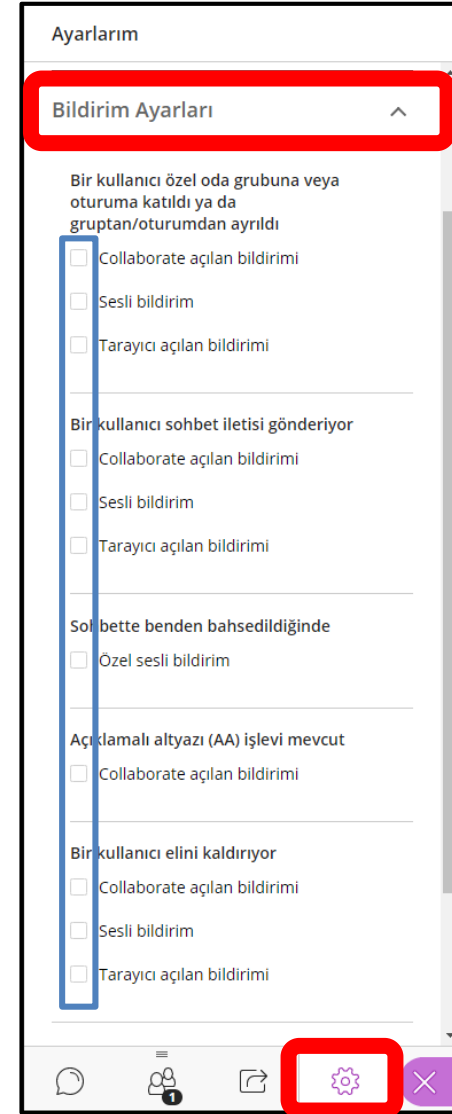 Ayarlarım
Bildirim Ayarları
Bir kullanıcı özel oda grubuna veya
oturuma katıldı ya da
gruptan/oturumdan ayrıldı
Collaborate açılan bildirimi
Sesli bildirim
Tarayıcı açılan bildirimi
Bir kullanıcı sohbet iletisi gönderiyor
Collaborate açılan bildirimi
Sesli bildirim
Tarayıcı açılan bildirimi
Sohbette benden bahsedildiğinde
Özel sesli bildirim
Açıklamalı altyazı (AA) işlevi mevcut
Collaborate açılan bildirimi
Bir kullanıcı elini kaldırıyor
Collaborate açılan bildirimi
Sesli bildirim
Tarayıcı açılan bildirimi
1